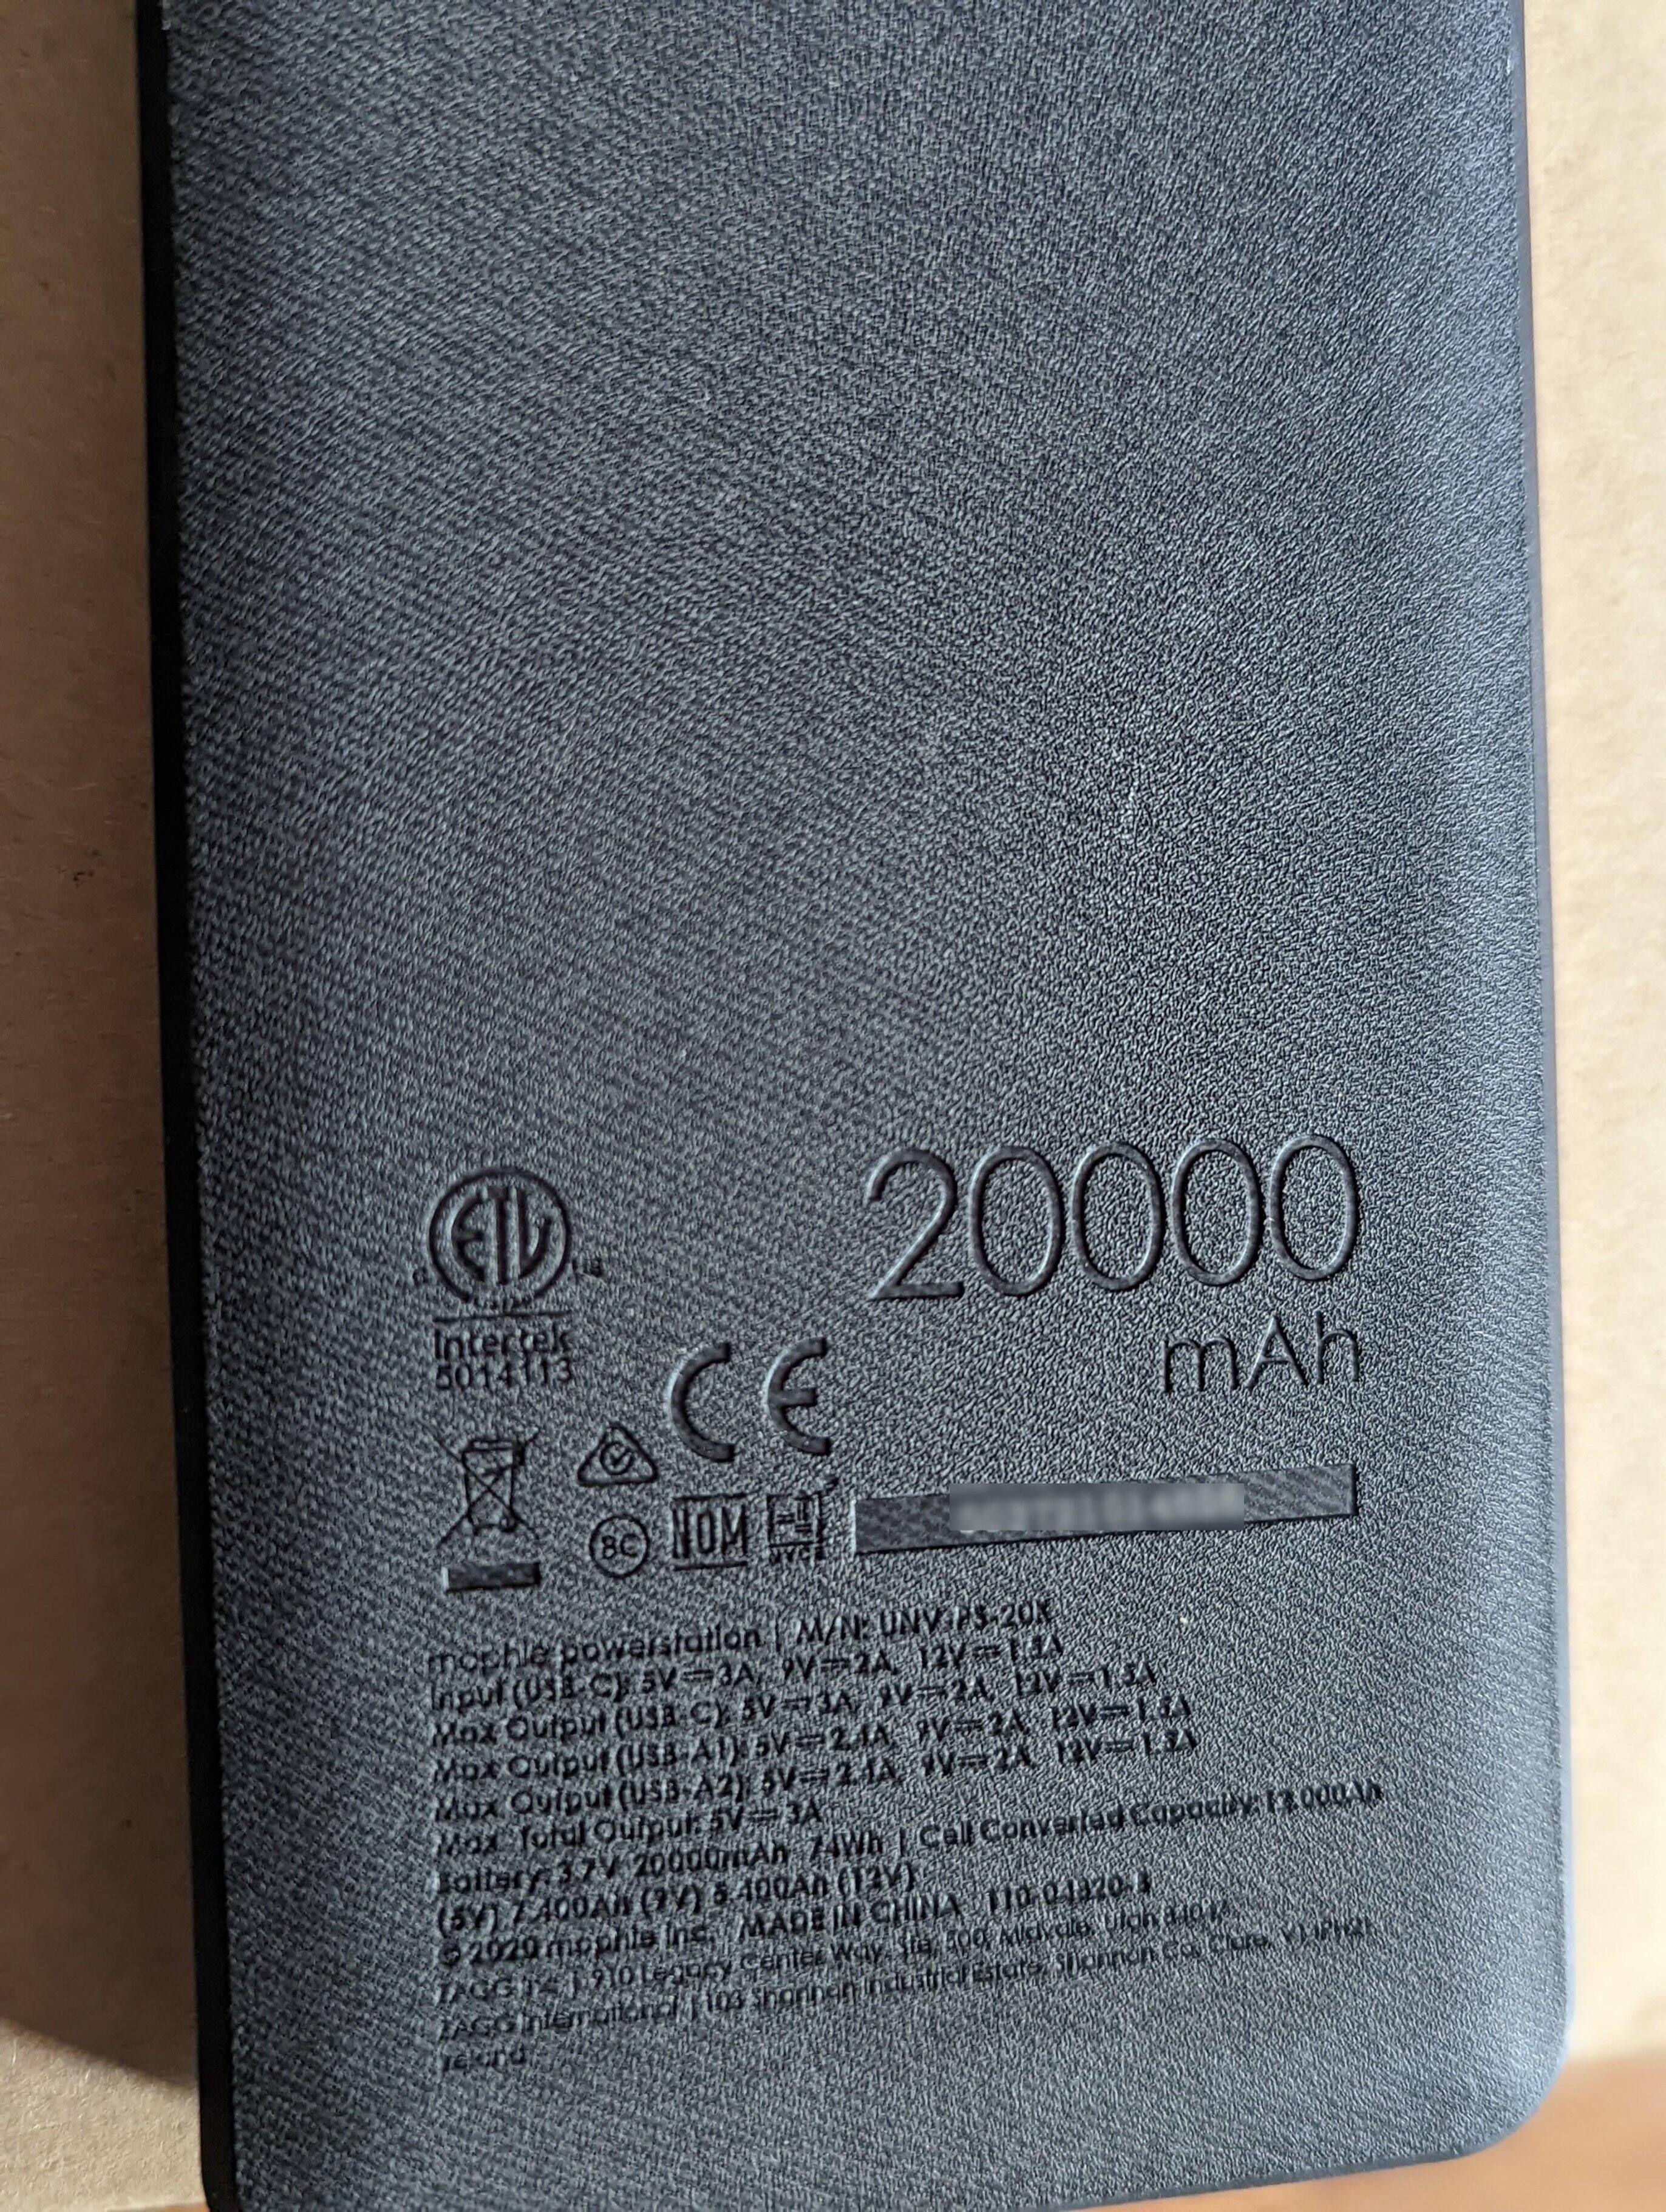 20000
mAh
ETL
Intertek
5014113
CE
BC
NOM
NYCE
mophie powerstation | M/N: UNV-PS-20K
Input (USB-C): 5V⎓3A, 9V⎓2A, 12V⎓1.5A
Max Output (USB-C): 5V⎓3A, 9V⎓2A, 12V⎓1.5A
Max Output (USB-A1): 5V⎓2.4A, 9V⎓2A, 12V⎓1.5A
Max Output (USB-A2): 5V⎓2.4A, 9V⎓2A, 12V⎓1.5A
Max Total Output: 5V⎓3A
Battery: 3.7V 20000mAh 74Wh | Cell Converted Capacity:
(5V) 7.400Ah (9V) 5.400Ah (12V)
© 2020 mophie Inc. MADE IN CHINA
ZAGG | 910 Legacy Center Way, Ste. 500, Midvale, Utah
ZAGG International | 103 Shannon Industrial Estate, Shannon Co. Clare,
Ireland